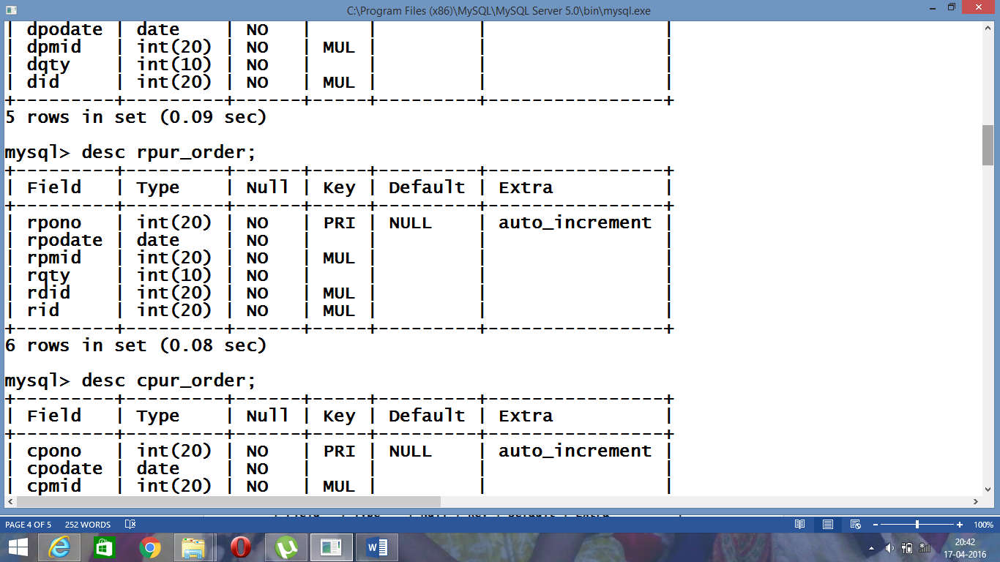 C:\Program Files (x86)\MySQL\MySQL Server 5.0\bin\mysql.exe
| dpodate | date    | NO   |     |         |                |
| dpmid   | int(20) | NO   | MUL |         |                |
| dqty    | int(10) | NO   |     |         |                |
| did     | int(20) | NO   | MUL |         |                |
+---------+---------+------+-----+---------+----------------+
5 rows in set (0.09 sec)
mysql> desc rpur_order;
+---------+---------+------+-----+---------+----------------+
| Field   | Type    | Null | Key | Default | Extra          |
+---------+---------+------+-----+---------+----------------+
| rpono   | int(20) | NO   | PRI | NULL    | auto_increment |
| rpodate | date    | NO   |     |         |                |
| rpmid   | int(20) | NO   | MUL |         |                |
| rqty    | int(10) | NO   |     |         |                |
| rdid    | int(20) | NO   | MUL |         |                |
| rid     | int(20) | NO   | MUL |         |                |
+---------+---------+------+-----+---------+----------------+
6 rows in set (0.08 sec)
mysql> desc cpur_order;
+---------+---------+------+-----+---------+----------------+
| Field   | Type    | Null | Key | Default | Extra          |
+---------+---------+------+-----+---------+----------------+
| cpono   | int(20) | NO   | PRI | NULL    | auto_increment |
| cpodate | date    | NO   |     |         |                |
| cpmid   | int(20) | NO   | MUL |         |                |
PAGE 4 OF 5 252 WORDS 100%
20:42
17-04-2016